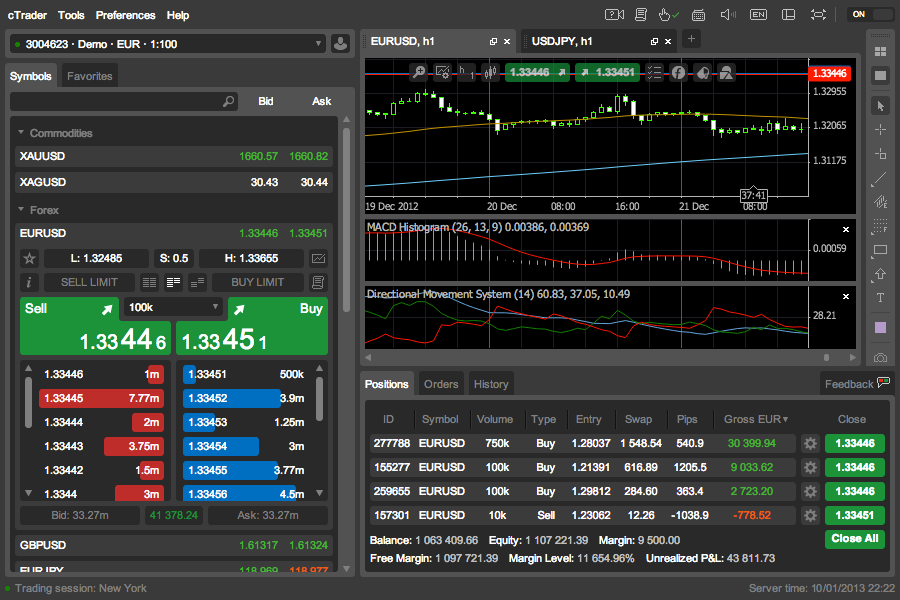 cTrader Tools Preferences Help
EN ON
3004623 · Demo · EUR · 1:100
Symbols Favorites
Bid Ask
Commodities
XAUUSD 1660.57 1660.82
XAGUSD 30.43 30.44
Forex
EURUSD 1.33446 1.33451
L: 1.32485 S: 0.5 H: 1.33655
i SELL LIMIT BUY LIMIT
Sell 100k Buy
1.33 44 6 1.33 45 1
1.33446 1m 1.33451 500k
1.33445 7.77m 1.33452 3.9m
1.33444 2m 1.33453 1.25m
1.33443 3.75m 1.33454 3m
1.33442 1.5m 1.33455 3.77m
1.3344 3m 1.33456 4.5m
Bid: 33.27m 41 378.24 Ask: 33.27m
GBPUSD 1.61317 1.61324
EURJPY 118.969 118.977
Trading session: New York
EURUSD, h1 USDJPY, h1
h 1 1.33446 1.33451
1.33446
1.32955
1.32065
1.31175
37:41
19 Dec 2012 20 Dec 08:00 16:00 21 Dec 08:00
MACD Histogram (26, 13, 9) 0.00386, 0.00369
0.00059
Directional Movement System (14) 60.83, 37.05, 10.49
28.21
T
Positions Orders History Feedback
ID Symbol Volume Type Entry Swap Pips Gross EUR Close
277788 EURUSD 750k Buy 1.28037 1 548.54 540.9 30 399.94 1.33446
155277 EURUSD 100k Buy 1.21391 616.89 1205.5 9 033.62 1.33446
259655 EURUSD 100k Buy 1.29812 284.60 363.4 2 723.20 1.33446
157301 EURUSD 10k Sell 1.23062 12.26 -1038.9 -778.52 1.33451
Balance: 1 063 409.66 Equity: 1 107 221.39 Margin: 9 500.00 Close All
Free Margin: 1 097 721.39 Margin Level: 11 654.96% Unrealized P&L: 43 811.73
Server time: 10/01/2013 22:22